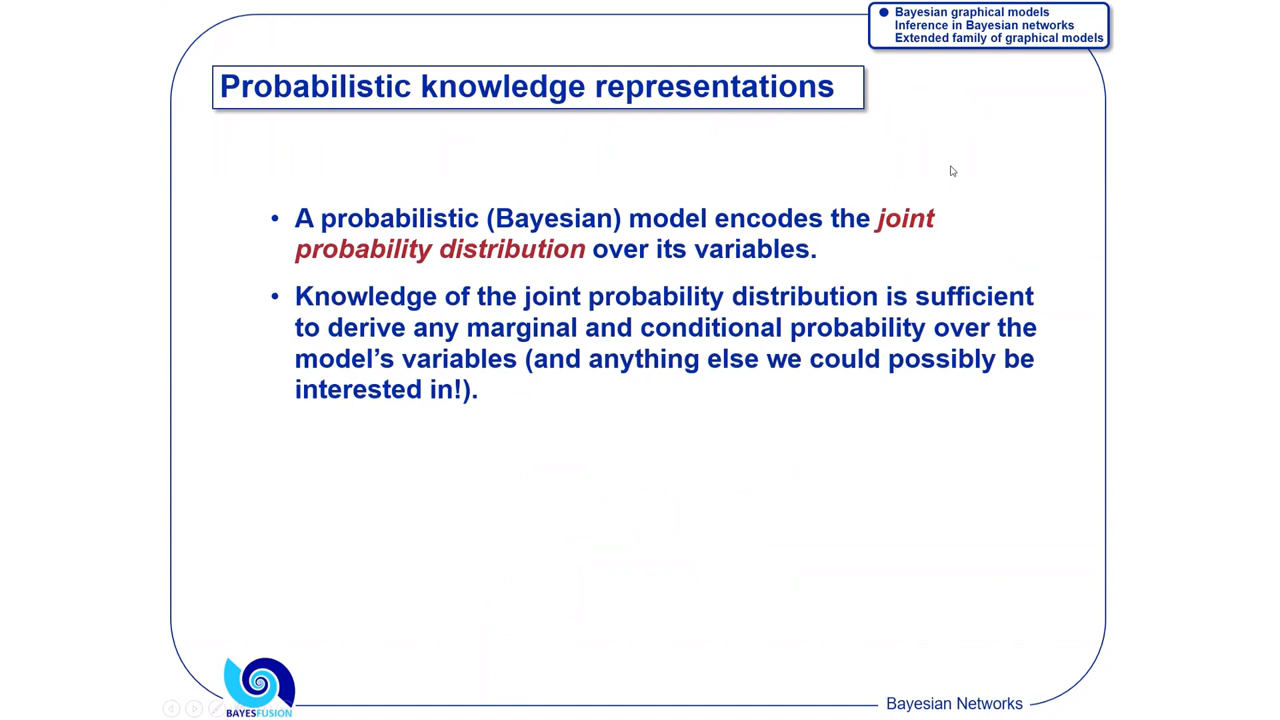 Bayesian graphical models
Inference in Bayesian networks
Extended family of graphical models
Probabilistic knowledge representations
• A probabilistic (Bayesian) model encodes the joint
probability distribution over its variables.
• Knowledge of the joint probability distribution is sufficient
to derive any marginal and conditional probability over the
model’s variables (and anything else we could possibly be
interested in!).
BAYESFUSION
Bayesian Networks